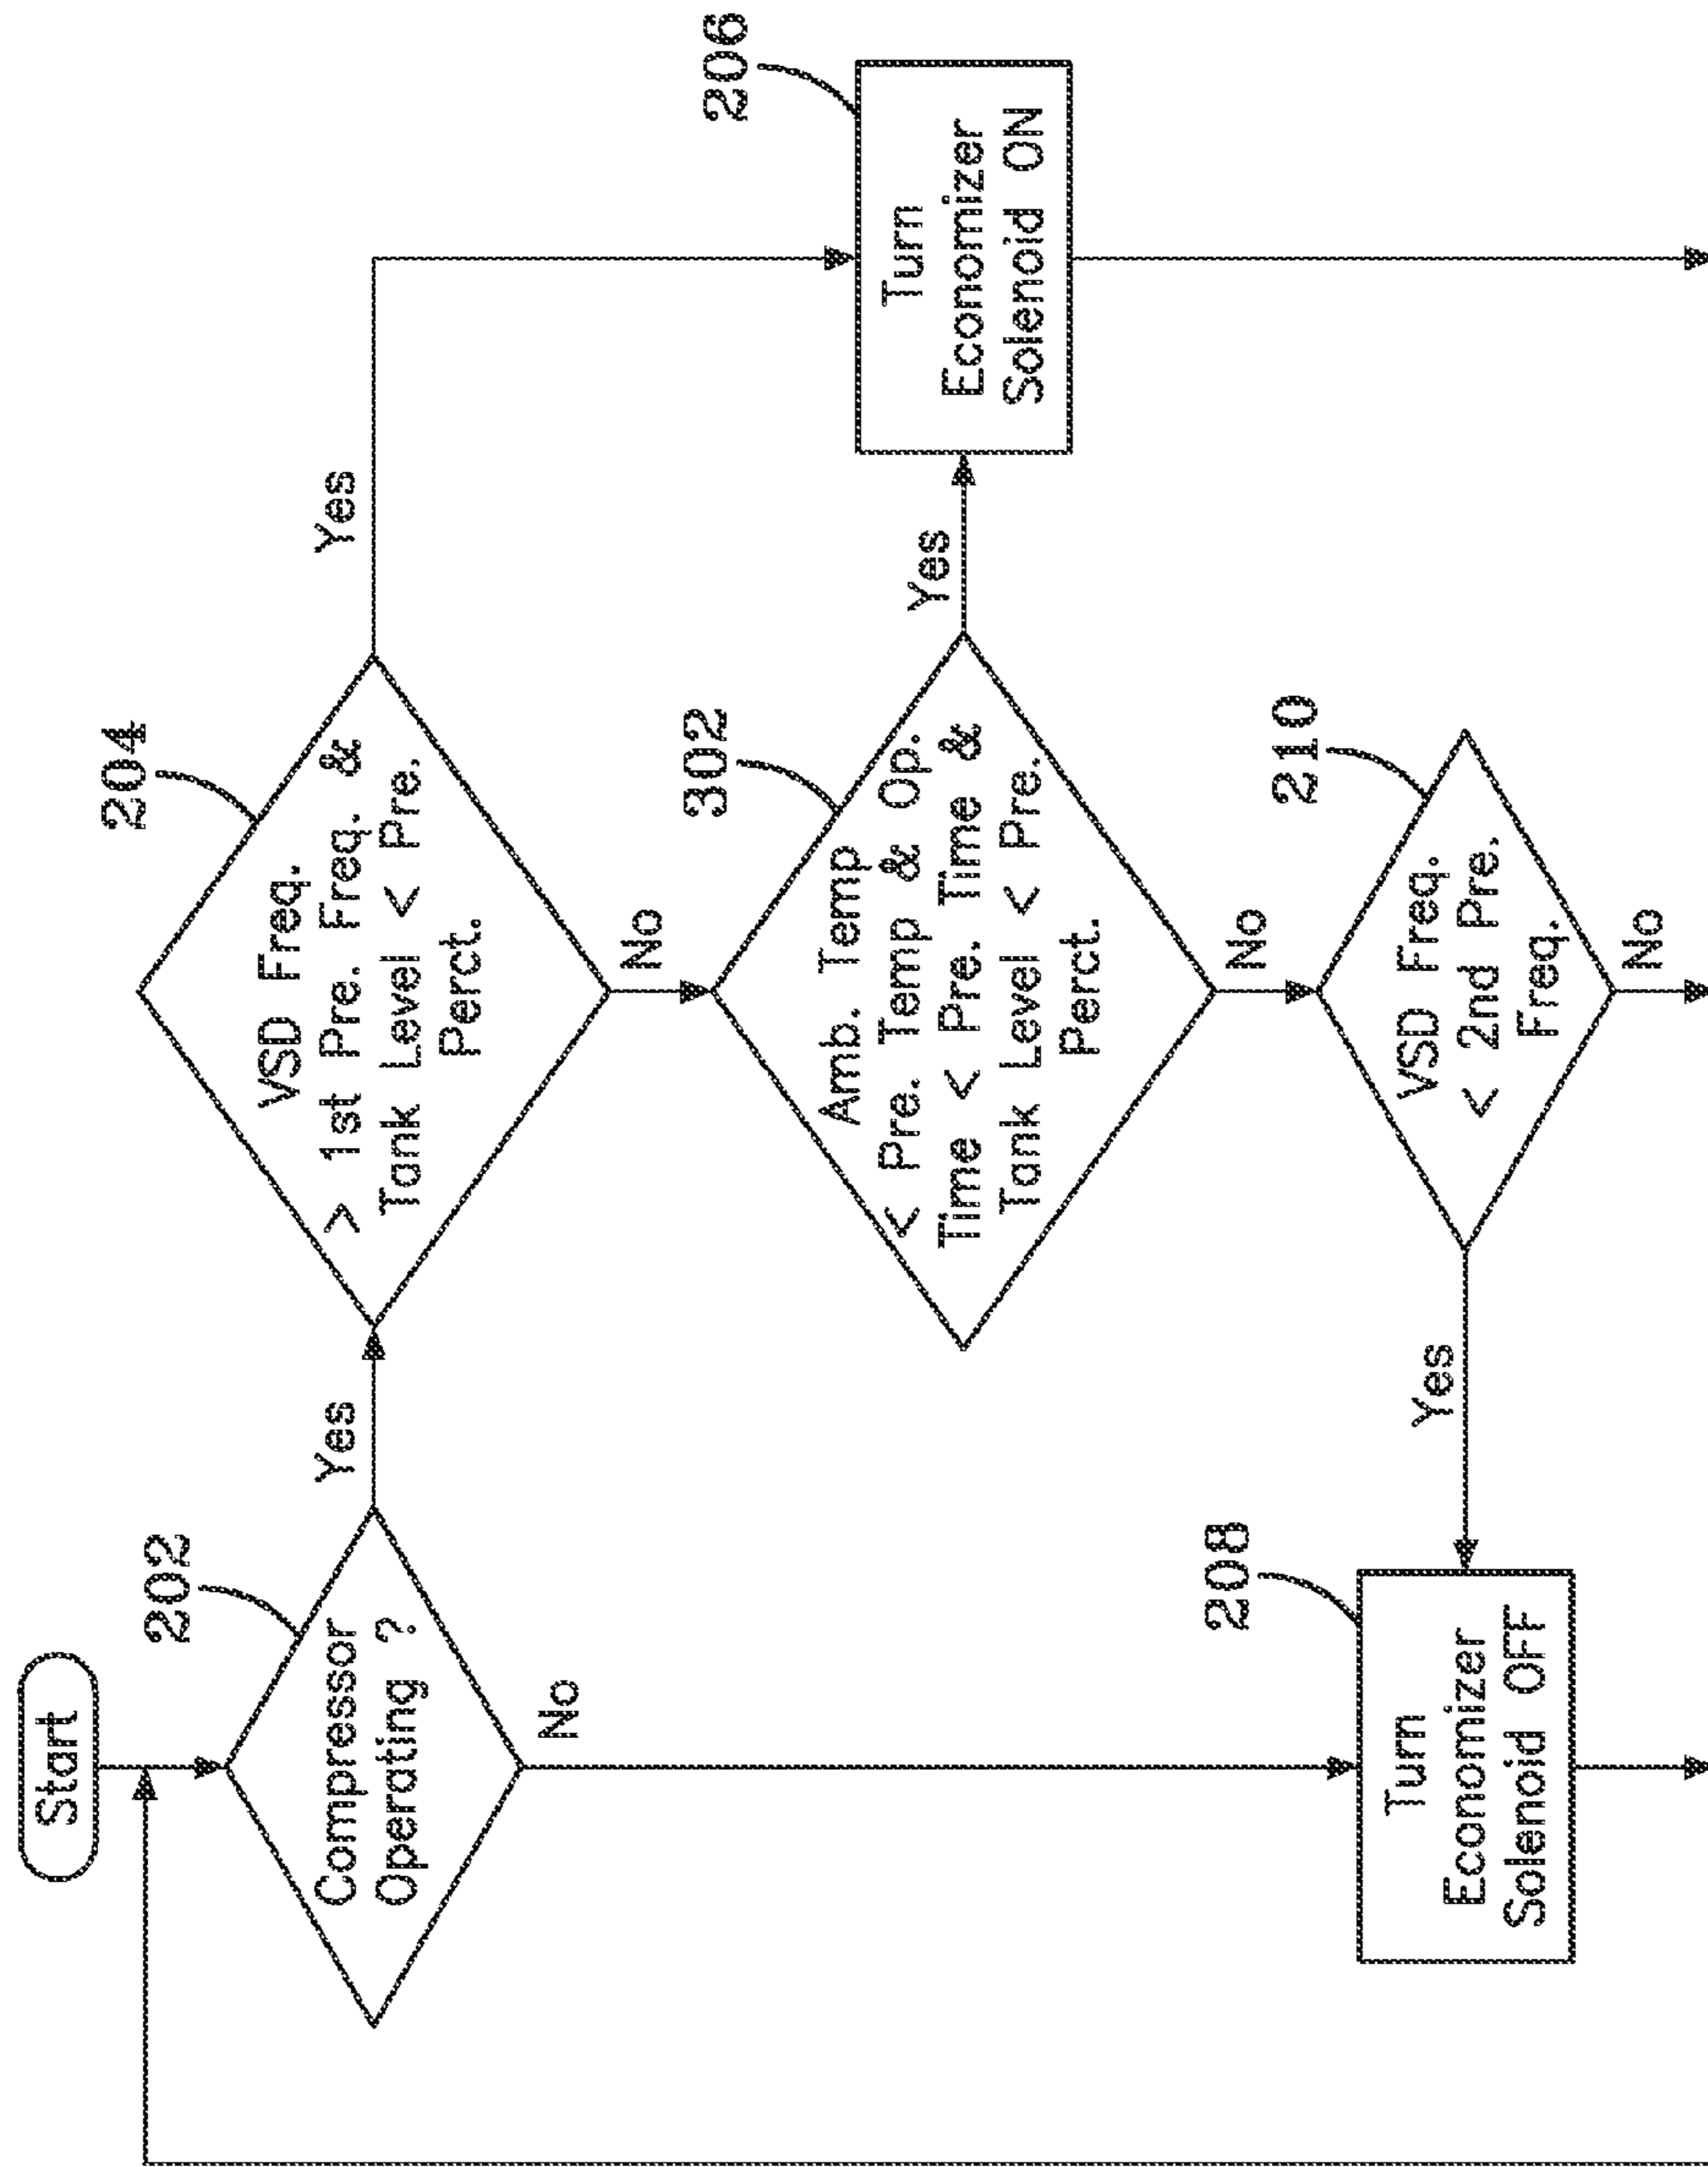 Start
202
Compressor
Operating ?
Yes
No
204
VSD Freq.
> 1st Pre. Freq. &
Tank Level < Pre.
Perct.
Yes
No
302
Amb. Temp
< Pre. Temp & Op.
Time < Pre. Time &
Tank Level < Pre.
Perct.
Yes
No
206
Turn
Economizer
Solenoid ON
210
VSD Freq.
< 2nd Pre.
Freq.
Yes
No
208
Turn
Economizer
Solenoid OFF